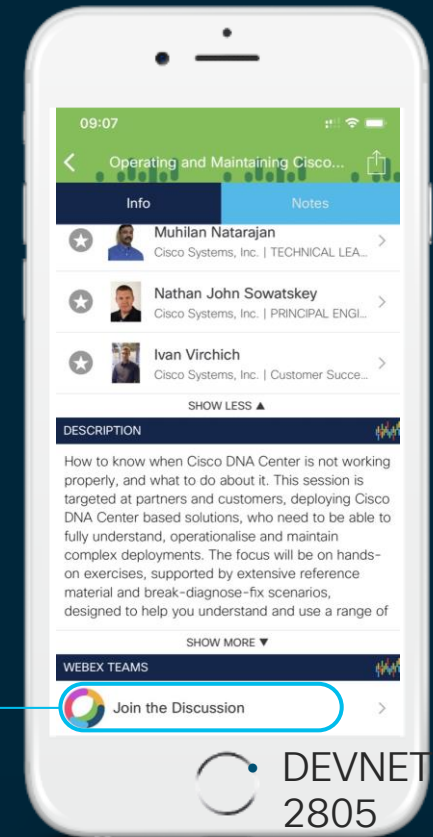 09:07
Operating and Maintaining Cisco...
Info
Notes
Muhilan Natarajan
Cisco Systems, Inc. | TECHNICAL LEA...
Nathan John Sowatskey
Cisco Systems, Inc. | PRINCIPAL ENGI...
Ivan Virchich
Cisco Systems, Inc. | Customer Succe...
SHOW LESS ▲
DESCRIPTION
How to know when Cisco DNA Center is not working
properly, and what to do about it. This session is
targeted at partners and customers, deploying Cisco
DNA Center based solutions, who need to be able to
fully understand, operationalise and maintain
complex deployments. The focus will be on hands-
on exercises, supported by extensive reference
material and break-diagnose-fix scenarios,
designed to help you understand and use a range of
SHOW MORE ▼
WEBEX TEAMS
Join the Discussion
DEVNET
2805